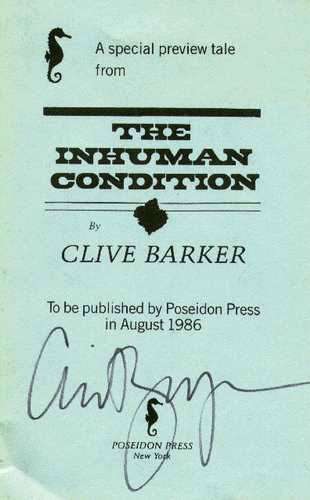 A special preview tale
from
THE
INHUMAN
CONDITION
By
CLIVE BARKER
To be published by Poseidon Press
in August 1986
POSEIDON PRESS
New York